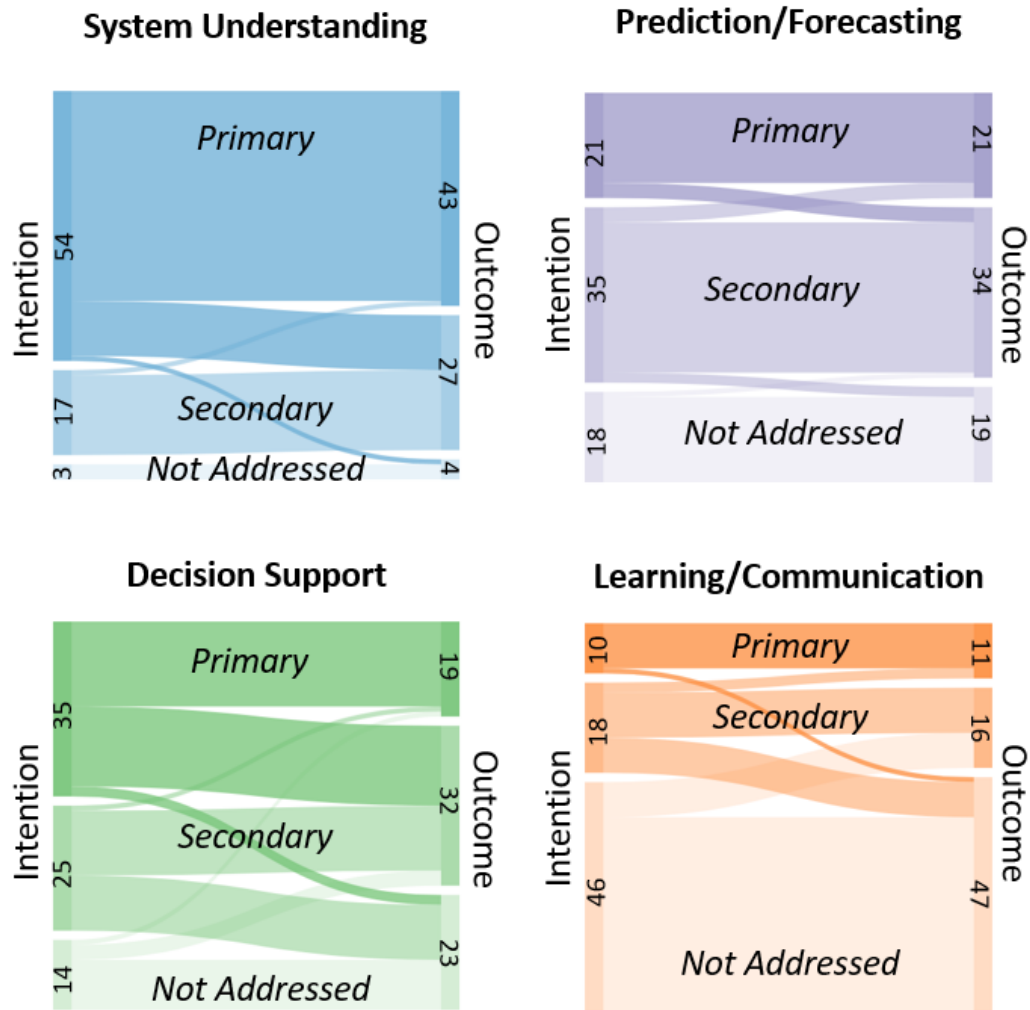 System Understanding
Intention
54
17
3
Primary
Secondary
Not Addressed
43
27
4
Outcome
Prediction/Forecasting
Intention
21
35
18
Primary
Secondary
Not Addressed
21
34
19
Outcome
Decision Support
Intention
35
25
14
Primary
Secondary
Not Addressed
19
32
23
Outcome
Learning/Communication
Intention
10
18
46
Primary
Secondary
Not Addressed
11
16
47
Outcome